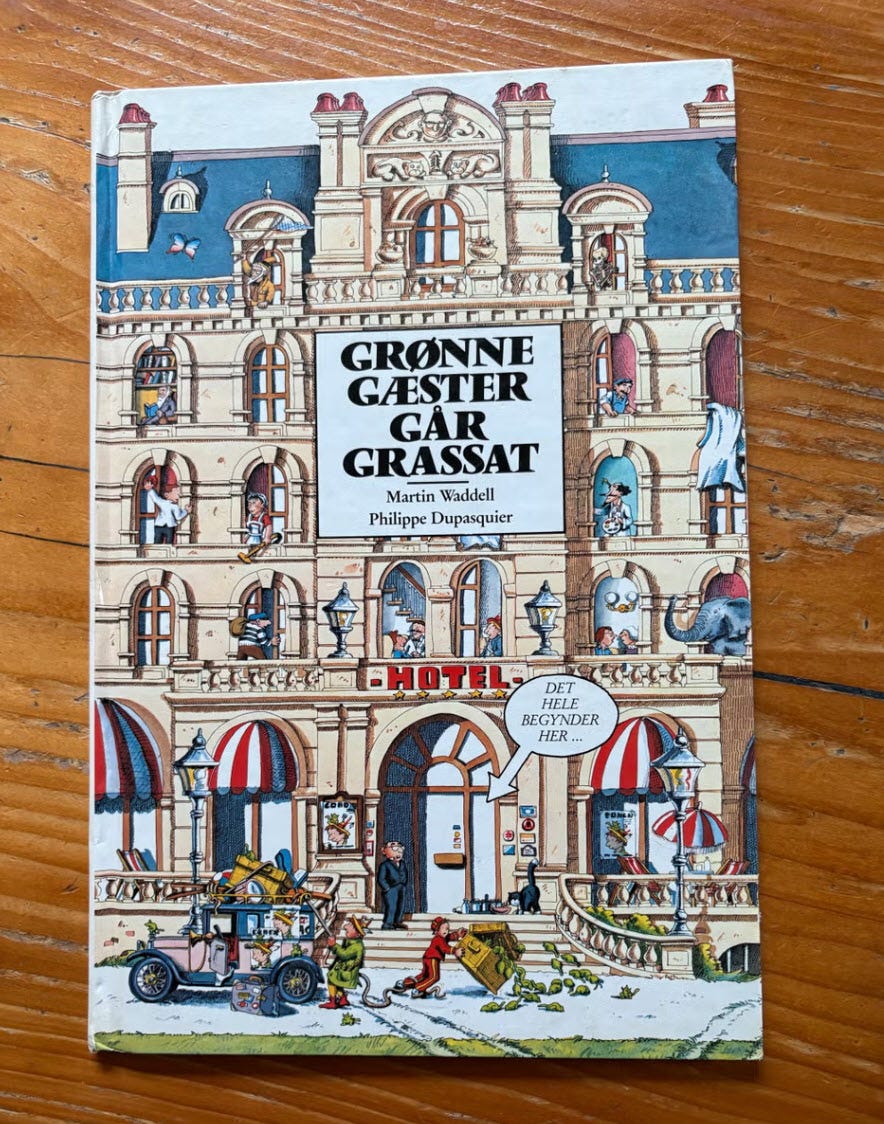 GRØNNE
GÆSTER
GÅR
GRASSAT
Martin Waddell
Philippe Dupasquier
HOTEL
DET
HELE
BEGYNDER
HER ...